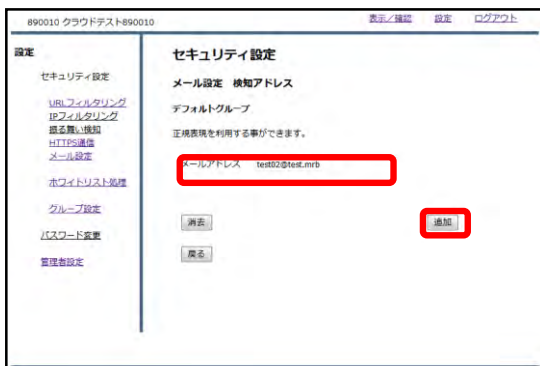 890010 クラウドテスト890010
表示／確認 設定 ログアウト
設定
セキュリティ設定
URLフィルタリング
IPフィルタリング
振る舞い検知
HTTPS通信
メール設定
ホワイトリスト処理
グループ設定
パスワード変更
管理者設定
セキュリティ設定
メール設定 検知アドレス
デフォルトグループ
正規表現を利用する事ができます。
メールアドレス test02@test.mrb
消去
追加
戻る